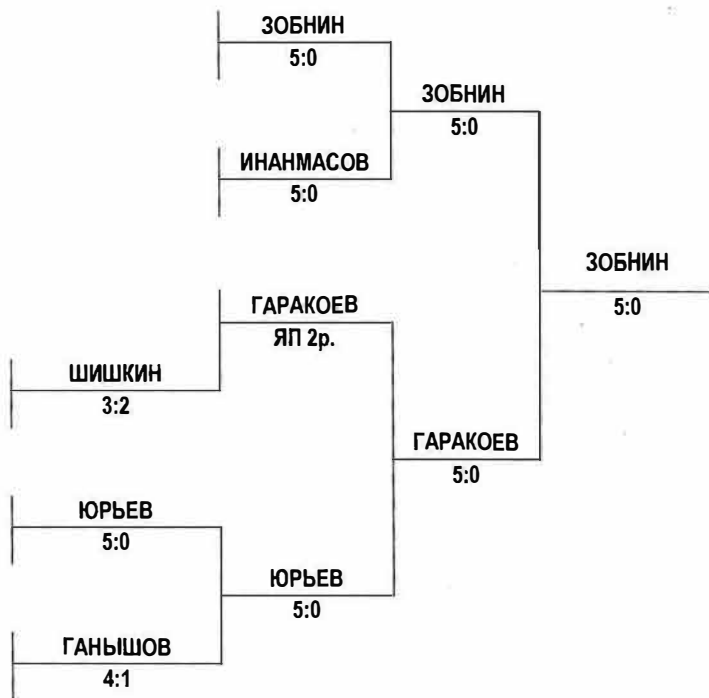 ЗОБНИН
5:0
ЗОБНИН
5:0
ИНАНМАСОВ
5:0
ЗОБНИН
5:0
ГАРАКОЕВ
ЯП 2р.
ШИШКИН
3:2
ГАРАКОЕВ
5:0
ЮРЬЕВ
5:0
ЮРЬЕВ
5:0
ГАНЫШОВ
4:1